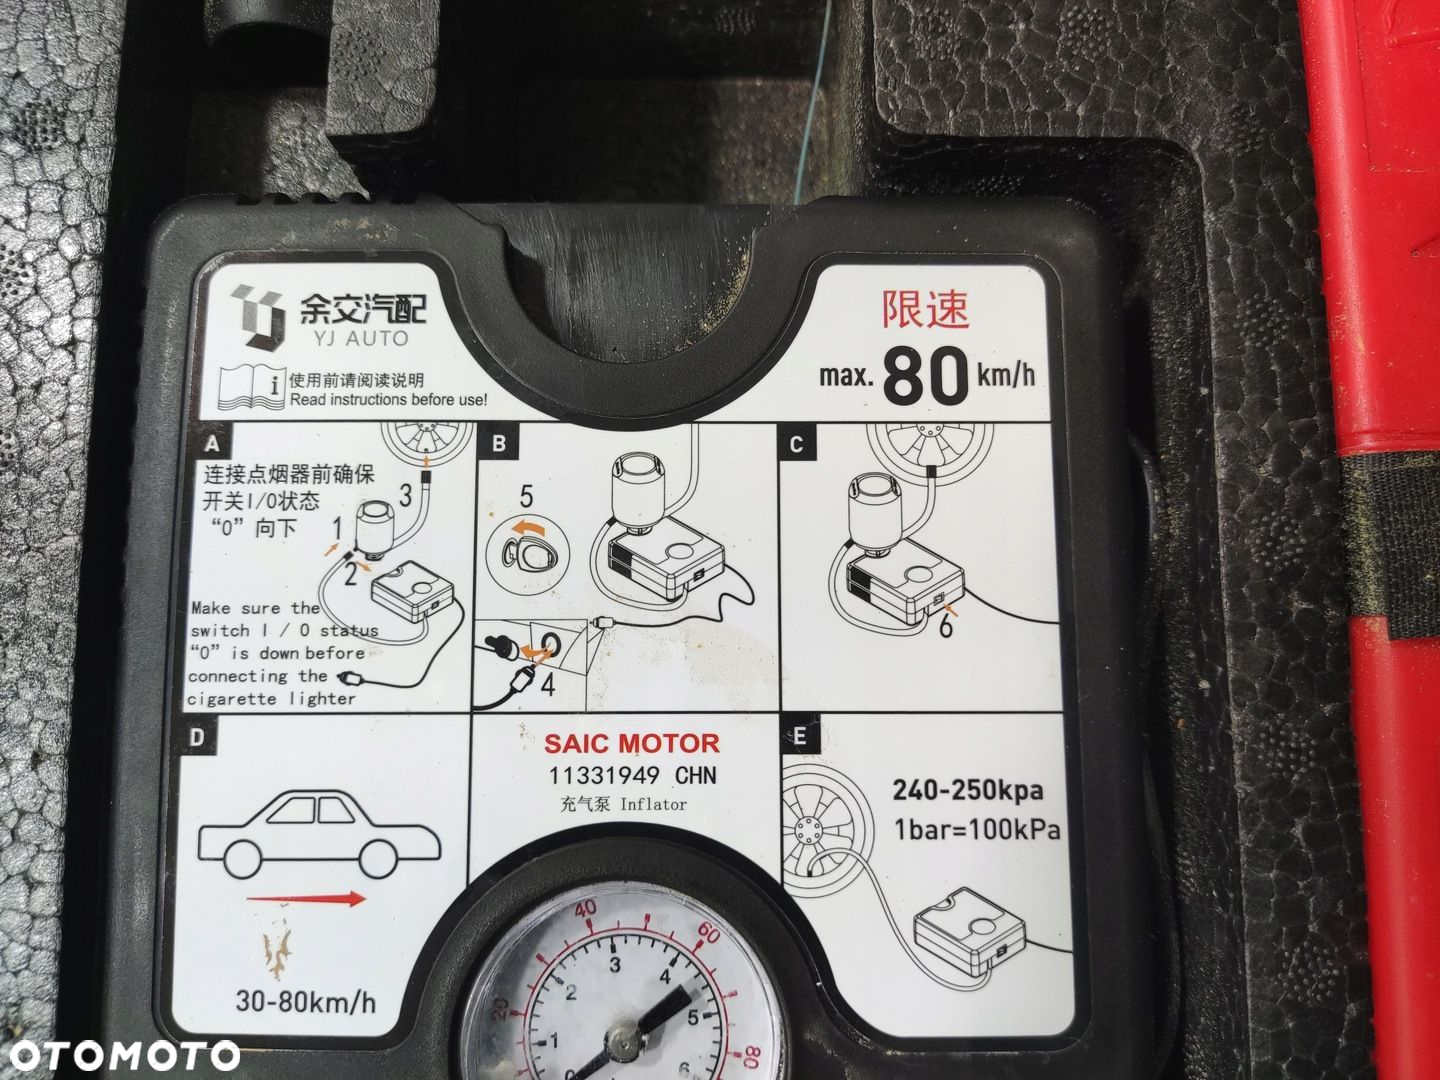 余交汽配
YJ AUTO
i 使用前请阅读说明
Read instructions before use!
限速
max. 80 km/h
A
连接点烟器前确保
开关I/O状态
“O”向下
1
2
3
Make sure the
switch I / O status
“O” is down before
connecting the
cigarette lighter
B
5
4
C
6
D
30-80km/h
SAIC MOTOR
11331949 CHN
充气泵 Inflator
E
240-250kpa
1bar=100kPa
20 40 60 80
0 1 2 3 4 5 6
OTOMOTO